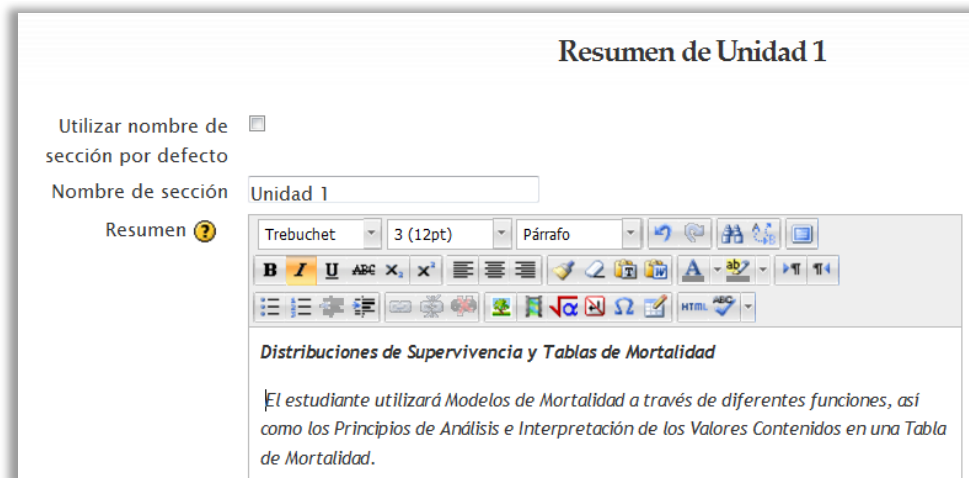 Resumen de Unidad 1
Utilizar nombre de
sección por defecto
Nombre de sección
Unidad 1
Resumen ?
Trebuchet 3 (12pt) Párrafo
B I U ABC X₂ X² A ab
HTML ABC
Distribuciones de Supervivencia y Tablas de Mortalidad
El estudiante utilizará Modelos de Mortalidad a través de diferentes funciones, así
como los Principios de Análisis e Interpretación de los Valores Contenidos en una Tabla
de Mortalidad.